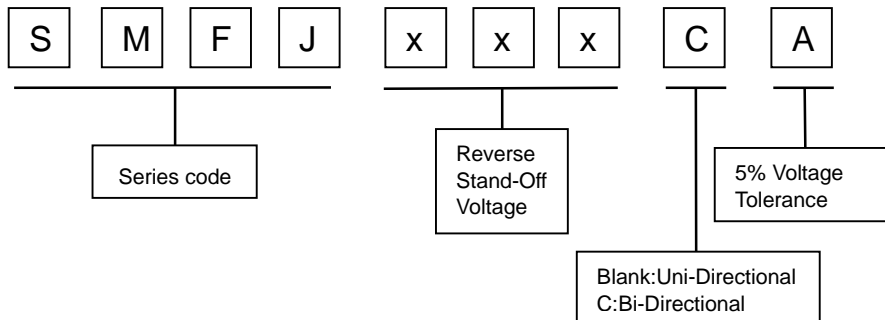 S M F J x x x C A
Series code
Reverse
Stand-Off
Voltage
5% Voltage
Tolerance
Blank:Uni-Directional
C:Bi-Directional